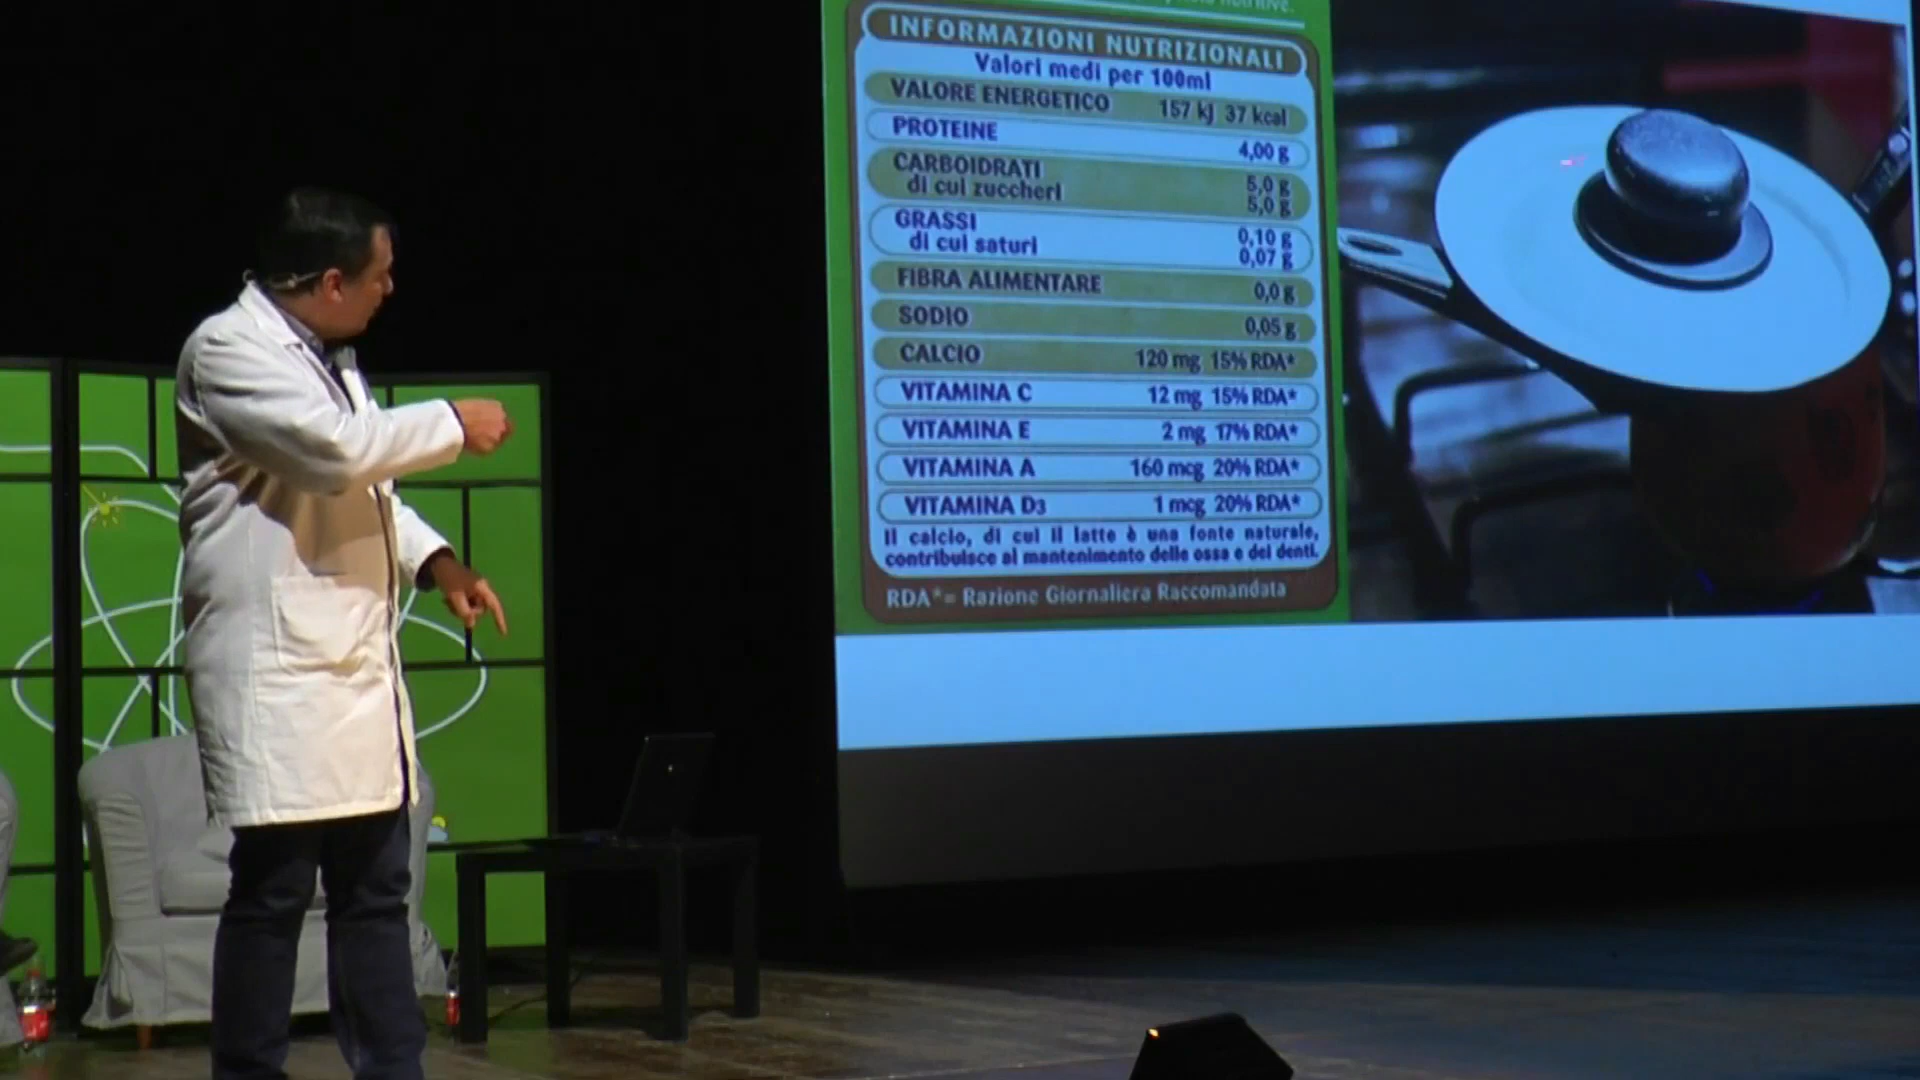 nutritive.
INFORMAZIONI NUTRIZIONALI
Valori medi per 100ml
VALORE ENERGETICO 157 kJ 37 kcal
PROTEINE 4,00 g
CARBOIDRATI 5,0 g
di cui zuccheri 5,0 g
GRASSI 0,10 g
di cui saturi 0,07 g
FIBRA ALIMENTARE 0,0 g
SODIO 0,05 g
CALCIO 120 mg 15% RDA*
VITAMINA C 12 mg 15% RDA*
VITAMINA E 2 mg 17% RDA*
VITAMINA A 160 mcg 20% RDA*
VITAMINA D3 1 mcg 20% RDA*
Il calcio, di cui il latte è una fonte naturale,
contribuisce al mantenimento delle ossa e dei denti.
RDA*= Razione Giornaliera Raccomandata